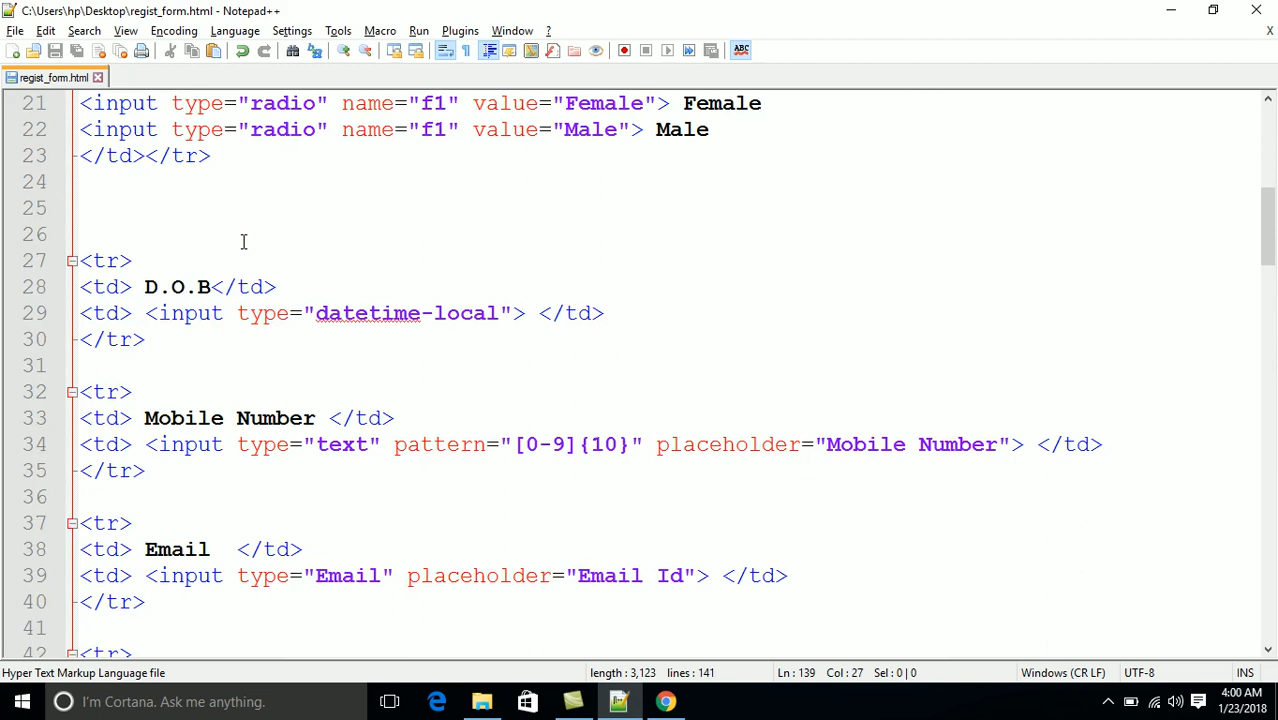 C:\Users\hp\Desktop\regist_form.html - Notepad++
File Edit Search View Encoding Language Settings Tools Macro Run Plugins Window ? X
ABC
regist_form.html
21 <input type="radio" name="f1" value="Female"> Female
22 <input type="radio" name="f1" value="Male"> Male
23 </td></tr>
24
25
26
27 <tr>
28 <td> D.O.B</td>
29 <td> <input type="datetime-local"> </td>
30 </tr>
31
32 <tr>
33 <td> Mobile Number </td>
34 <td> <input type="text" pattern="[0-9]{10}" placeholder="Mobile Number"> </td>
35 </tr>
36
37 <tr>
38 <td> Email  </td>
39 <td> <input type="Email" placeholder="Email Id"> </td>
40 </tr>
41
42 <tr>
Hyper Text Markup Language file length : 3,123 lines : 141 Ln : 139 Col : 27 Sel : 0 | 0 Windows (CR LF) UTF-8 INS
I'm Cortana. Ask me anything. 4:00 AM
1/23/2018